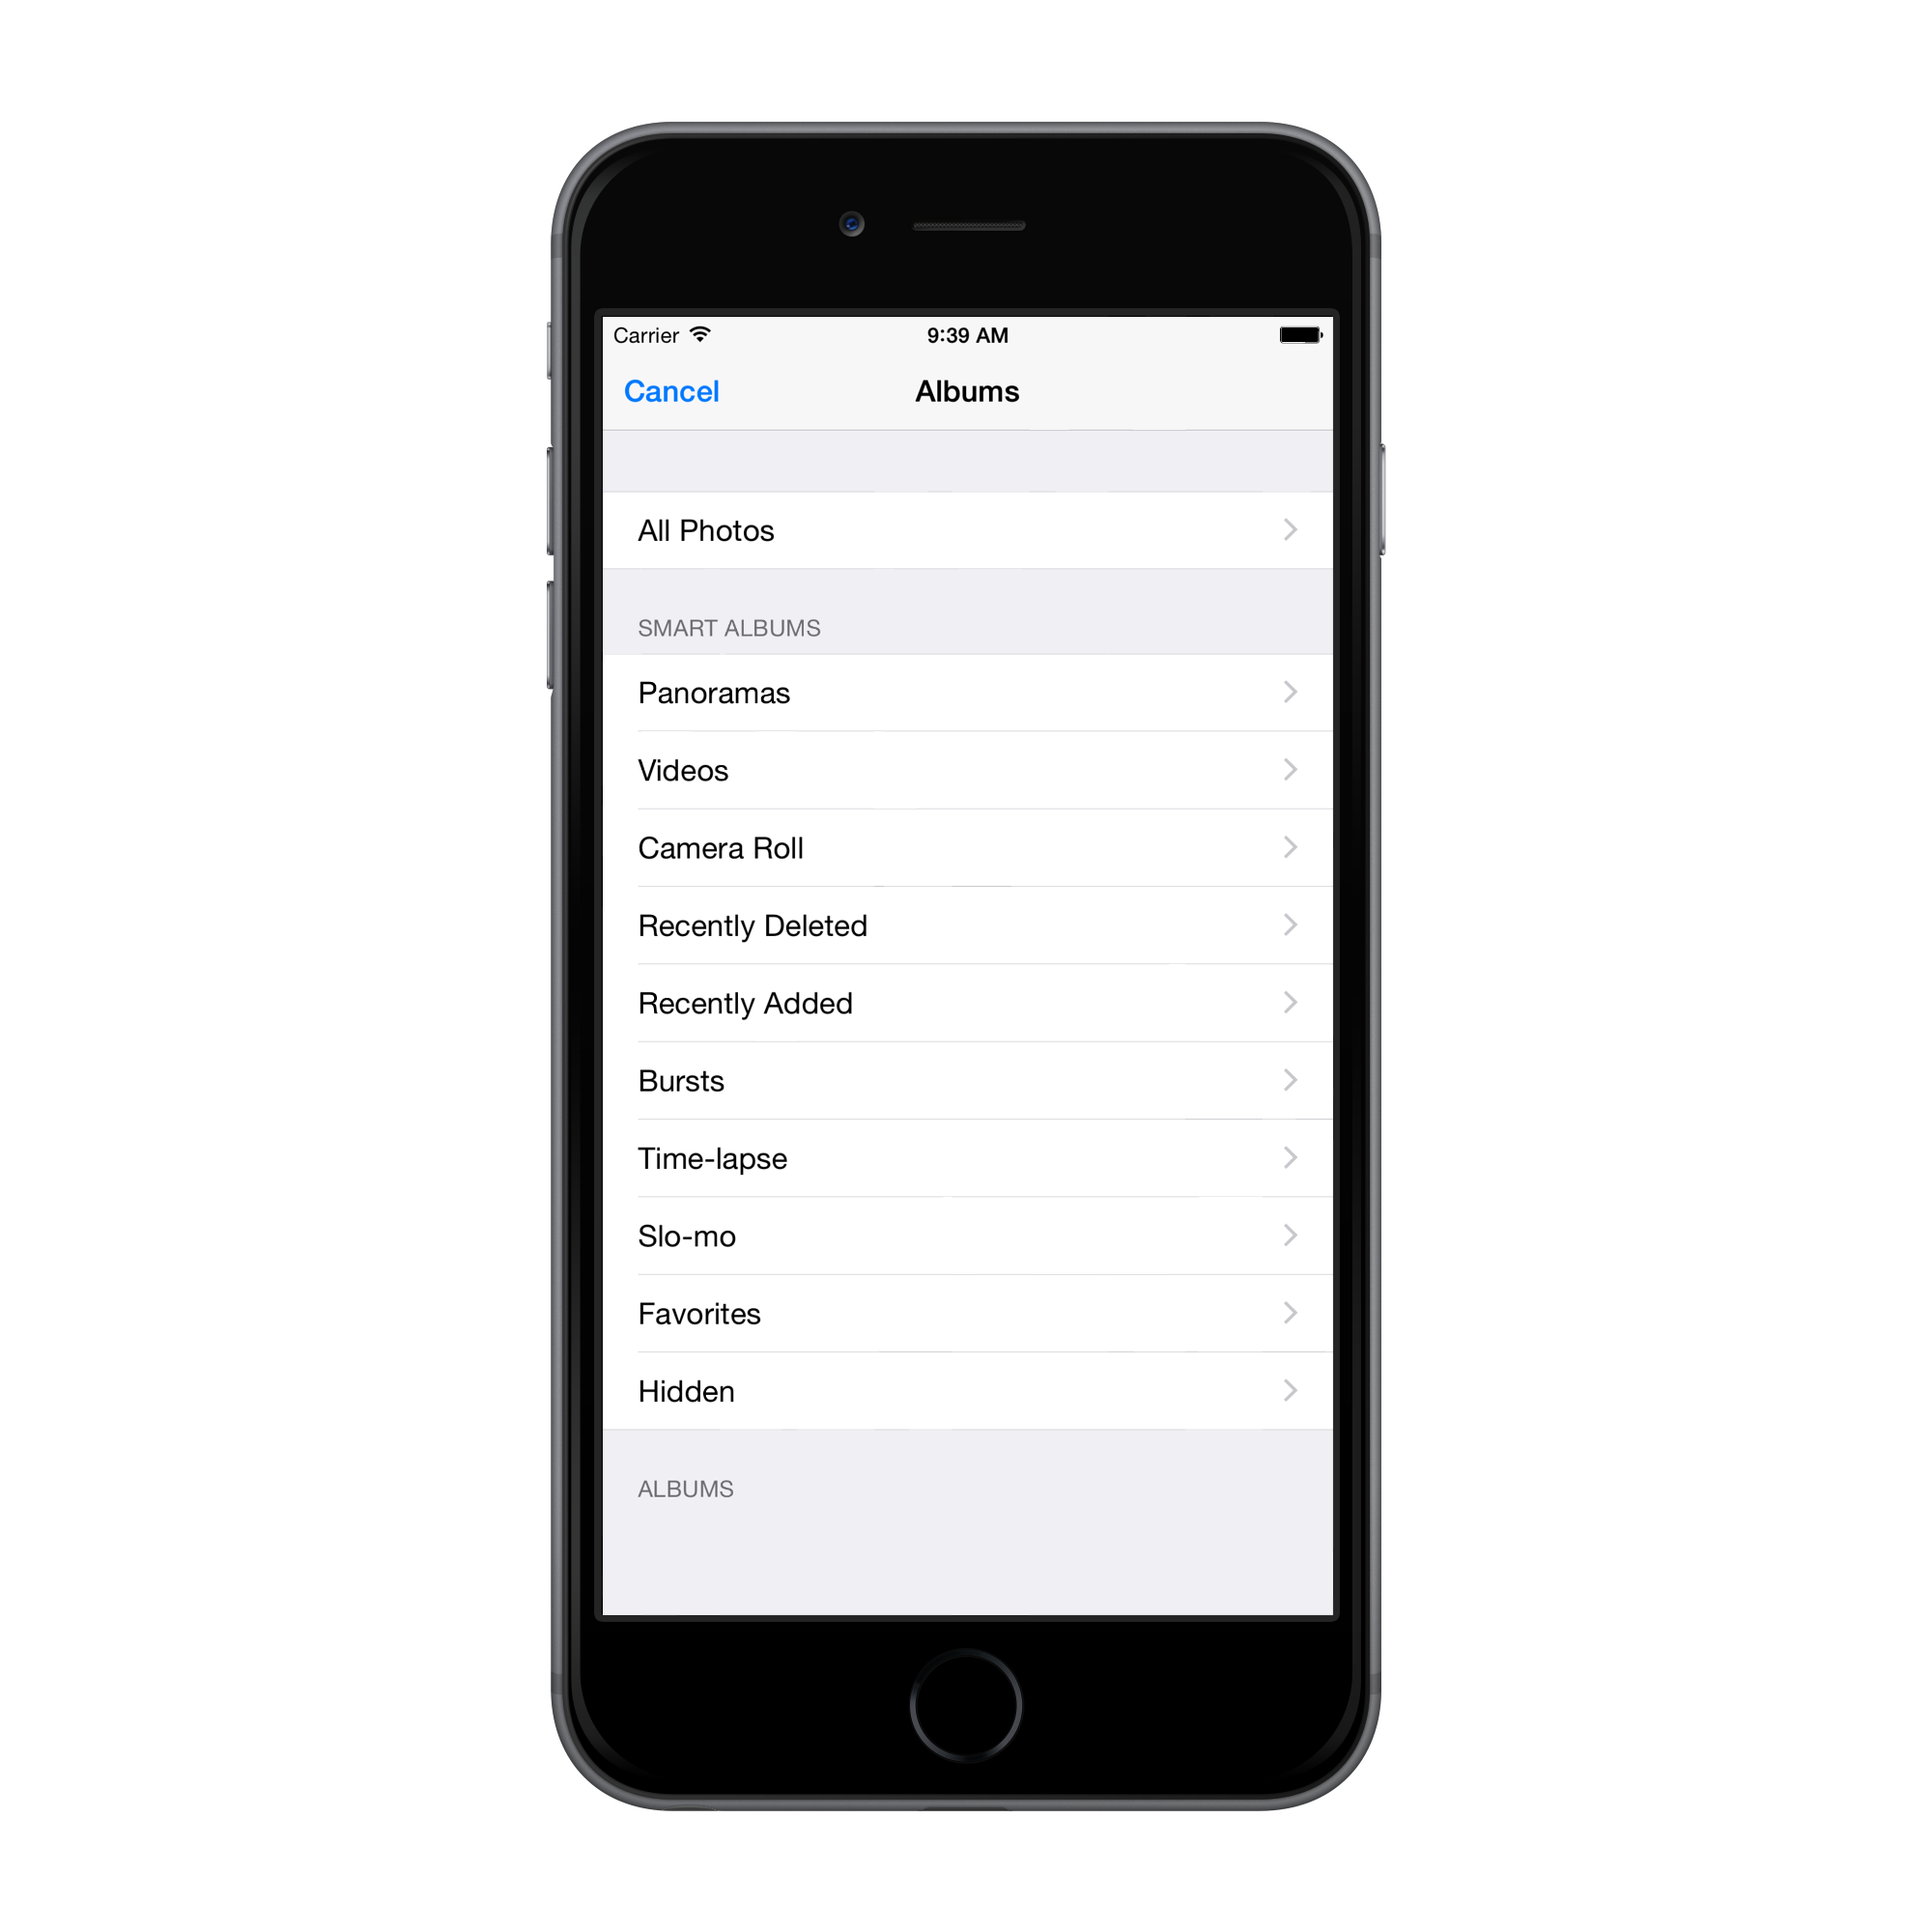 Carrier
9:39 AM
Cancel
Albums
All Photos
SMART ALBUMS
Panoramas
Videos
Camera Roll
Recently Deleted
Recently Added
Bursts
Time-lapse
Slo-mo
Favorites
Hidden
ALBUMS